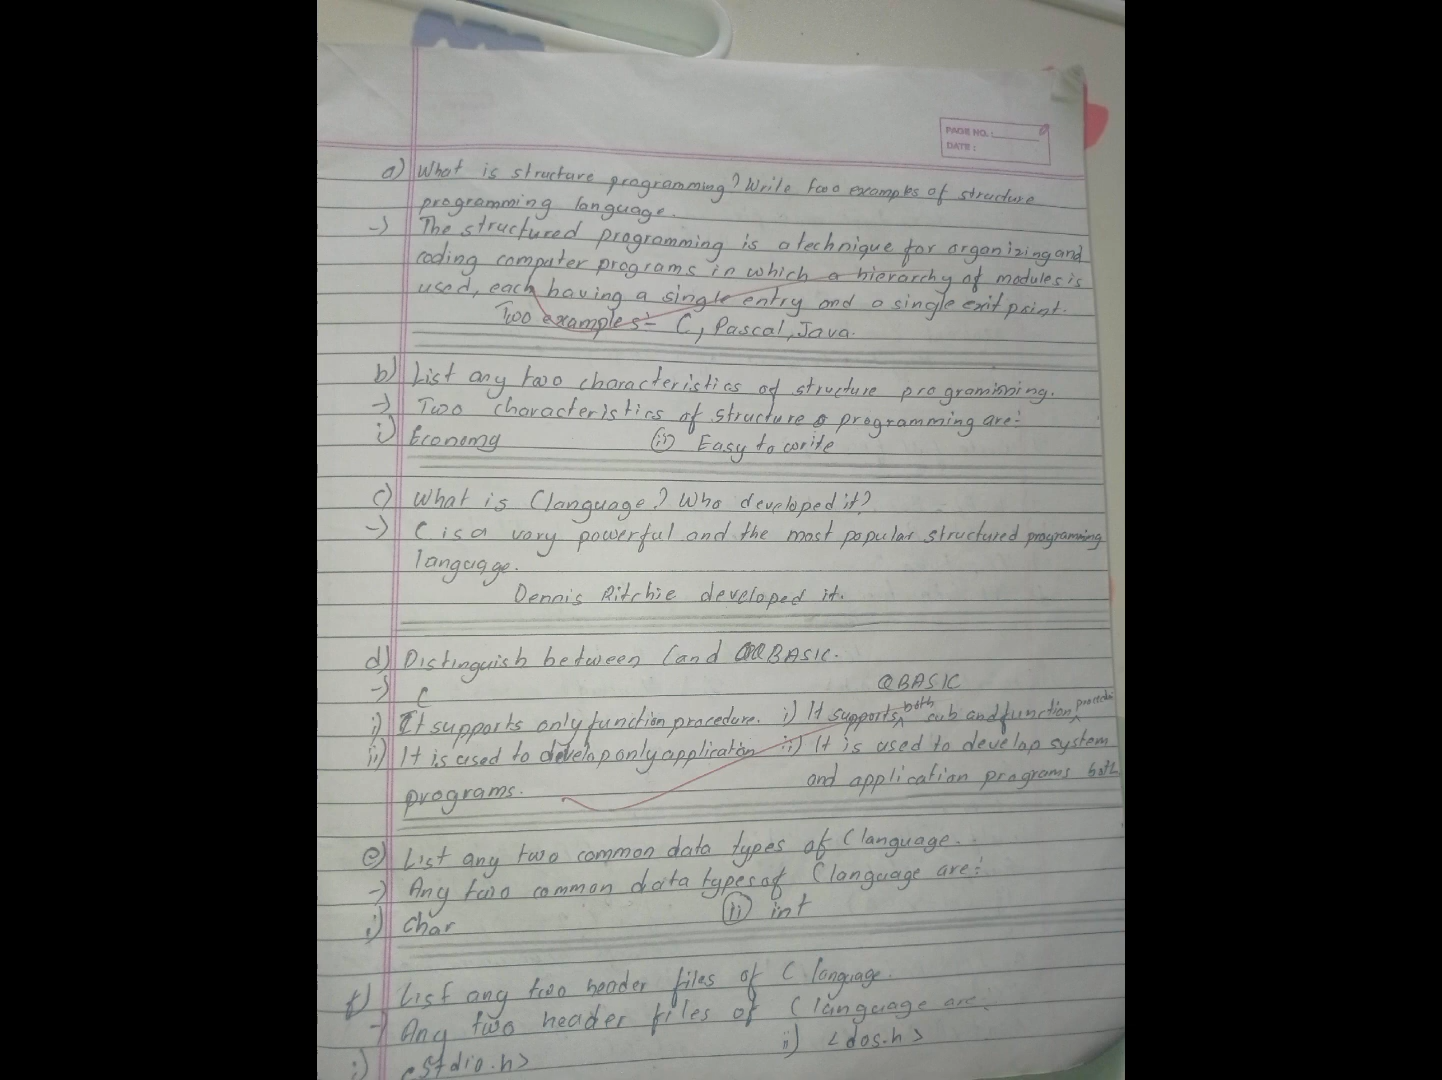 PAGE NO. :
DATE :
a) What is structure programming? Write two examples of structure
programming language.
-> The structured programming is a technique for organizing and
coding computer programs in which a hierarchy of modules is
used, each having a single entry and a single exit point.
Two examples:- C, Pascal, Java.
b) List any two characteristics of structure programming.
-> Two characteristics of structure programming are:
i) Economy (ii) Easy to write
c) What is C language? Who developed it?
-> C is a very powerful and the most popular structured programming
language.
Dennis Ritchie developed it.
d) Distinguish between C and QBASIC.
-> C QBASIC
i) It supports only function procedure. i) It supports both sub and function
ii) It is used to develop only application ii) It is used to develop system
programs. and application programs both
e) List any two common data types of C language.
-> Any two common data types of C language are:
i) Char (ii) int
f) List any two header files of C language.
-> Any two header files of C language are:
i) <stdio.h> ii) <dos.h>